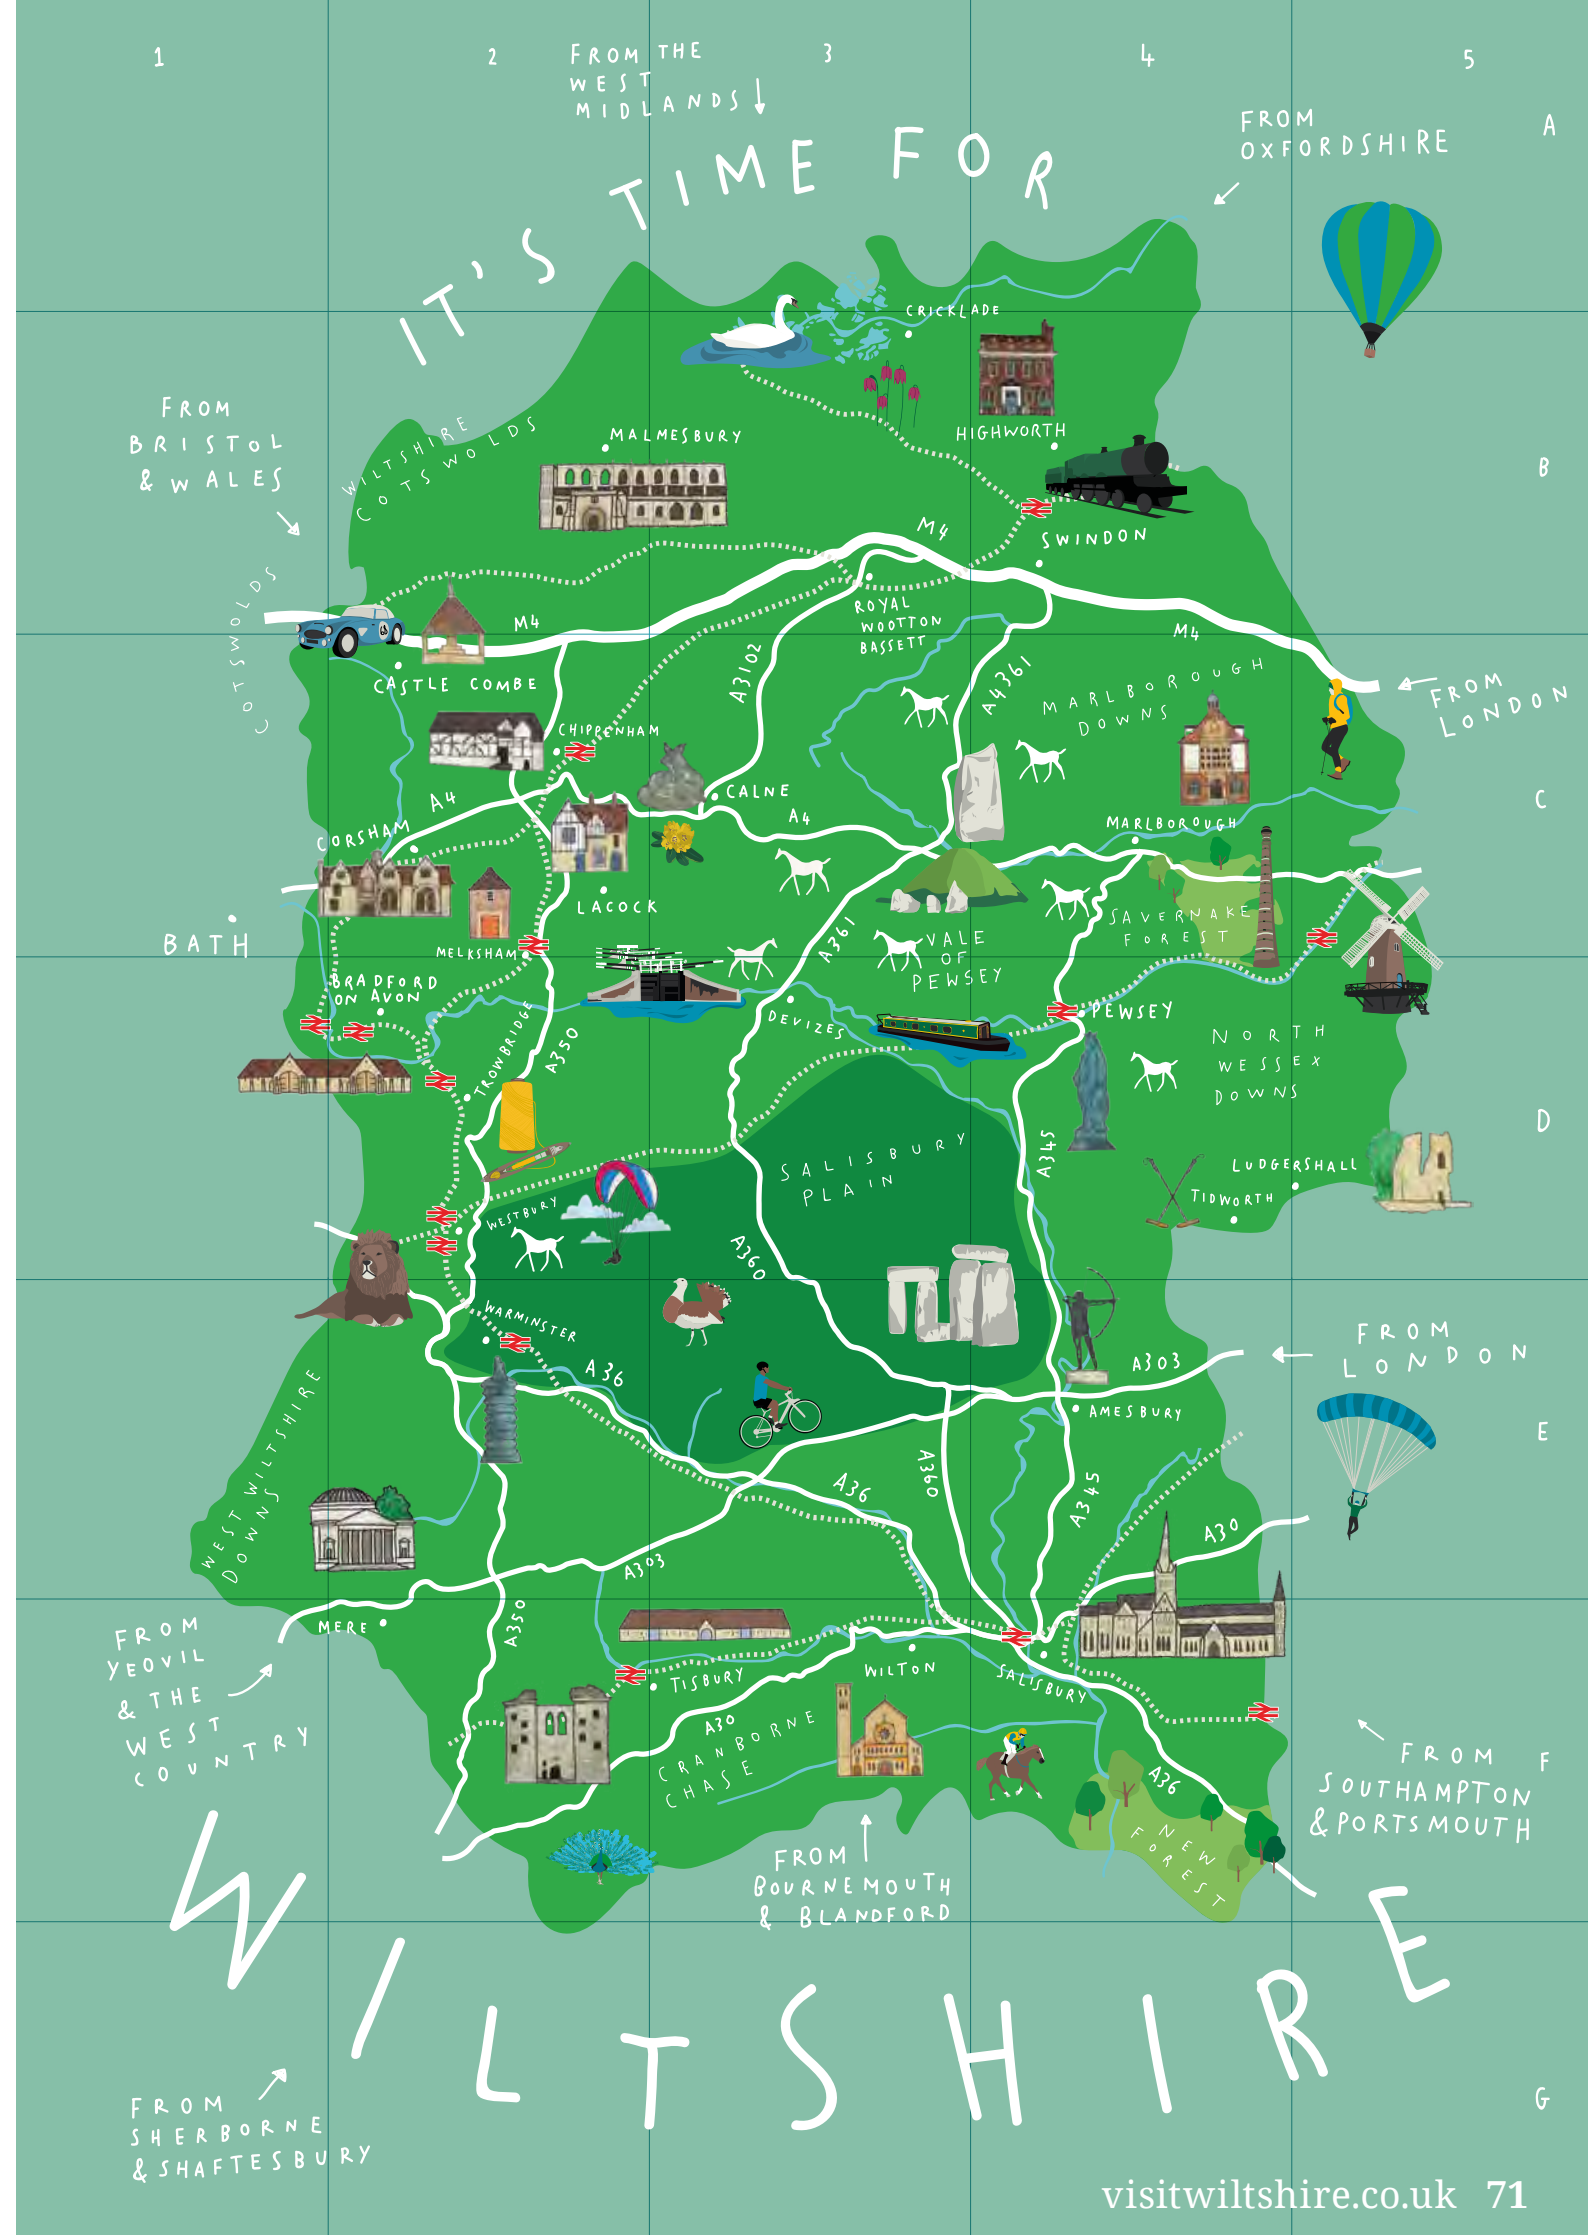 1
2
3
4
5
FROM THE
WEST
MIDLANDS
FROM
OXFORDSHIRE
A
IT'S TIME FOR
CRICKLADE
FROM
BRISTOL
& WALES
WILTSHIRE
COTSWOLDS
MALMESBURY
HIGHWORTH
B
M4
SWINDON
COTSWOLDS
ROYAL
WOOTTON
BASSETT
M4
M4
CASTLE COMBE
A3102
A4361
MARLBOROUGH
DOWNS
FROM
LONDON
CHIPPENHAM
CALNE
A4
A4
C
CORSHAM
MARLBOROUGH
LACOCK
BATH
MELKSHAM
A361
VALE
OF
PEWSEY
SAVERNAKE
FOREST
BRADFORD
ON AVON
TROWBRIDGE
A350
DEVIZES
PEWSEY
NORTH
WESSEX
DOWNS
D
SALISBURY
PLAIN
A345
LUDGERSHALL
TIDWORTH
WESTBURY
A360
WARMINSTER
A36
A303
FROM
LONDON
AMESBURY
E
WEST WILTSHIRE
DOWNS
A36
A360
A345
A30
A303
MERE
A350
FROM
YEOVIL
& THE
WEST
COUNTRY
TISBURY
WILTON
SALISBURY
A30
CRANBORNE
CHASE
A36
FROM
SOUTHAMPTON
& PORTSMOUTH
F
NEW
FOREST
FROM
BOURNEMOUTH
& BLANDFORD
WILTSHIRE
FROM
SHERBORNE
& SHAFTESBURY
G
visitwiltshire.co.uk 71